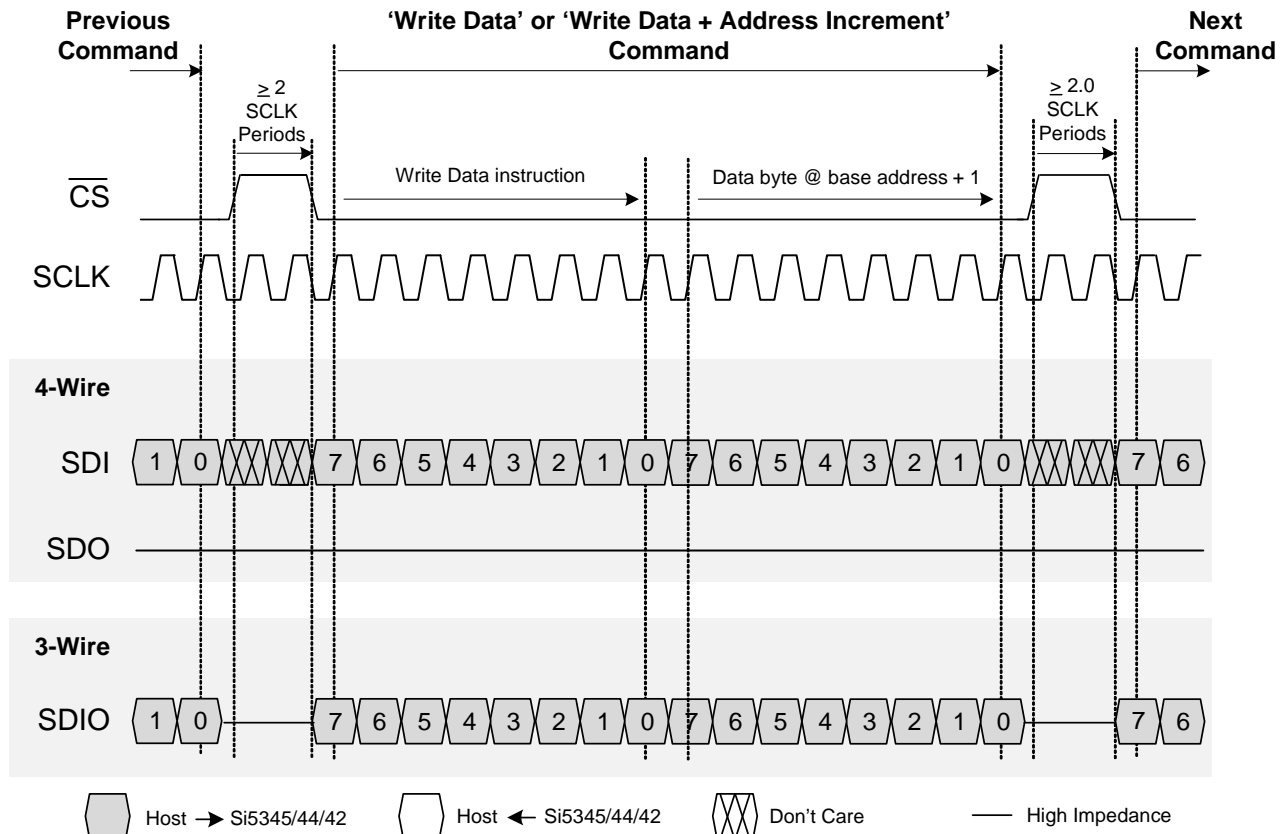 Previous Command
‘Write Data’ or ‘Write Data + Address Increment’ Command
Next Command
≥ 2
SCLK
Periods
≥ 2.0
SCLK
Periods
Write Data instruction
Data byte @ base address + 1
CS
SCLK
4-Wire
SDI 1 0 7 6 5 4 3 2 1 0 7 6 5 4 3 2 1 0 7 6
SDO
3-Wire
SDIO 1 0 7 6 5 4 3 2 1 0 7 6 5 4 3 2 1 0 7 6
Host → Si5345/44/42
Host ← Si5345/44/42
Don’t Care
High Impedance